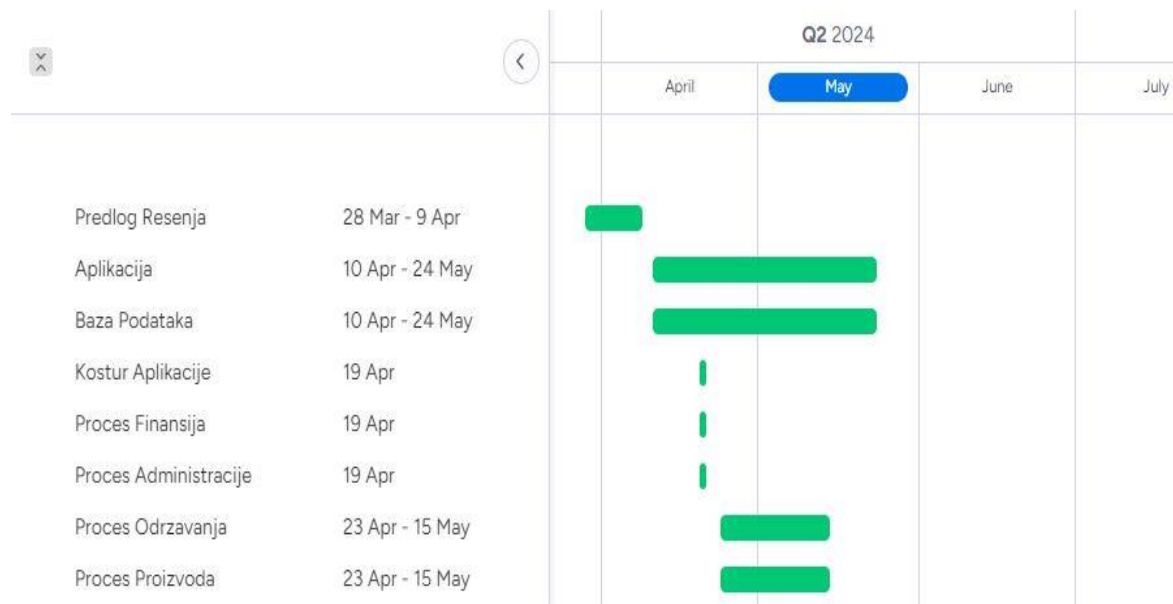 Q2 2024
April May June July
Predlog Resenja 28 Mar - 9 Apr
Aplikacija 10 Apr - 24 May
Baza Podataka 10 Apr - 24 May
Kostur Aplikacije 19 Apr
Proces Finansija 19 Apr
Proces Administracije 19 Apr
Proces Odrzavanja 23 Apr - 15 May
Proces Proizvoda 23 Apr - 15 May